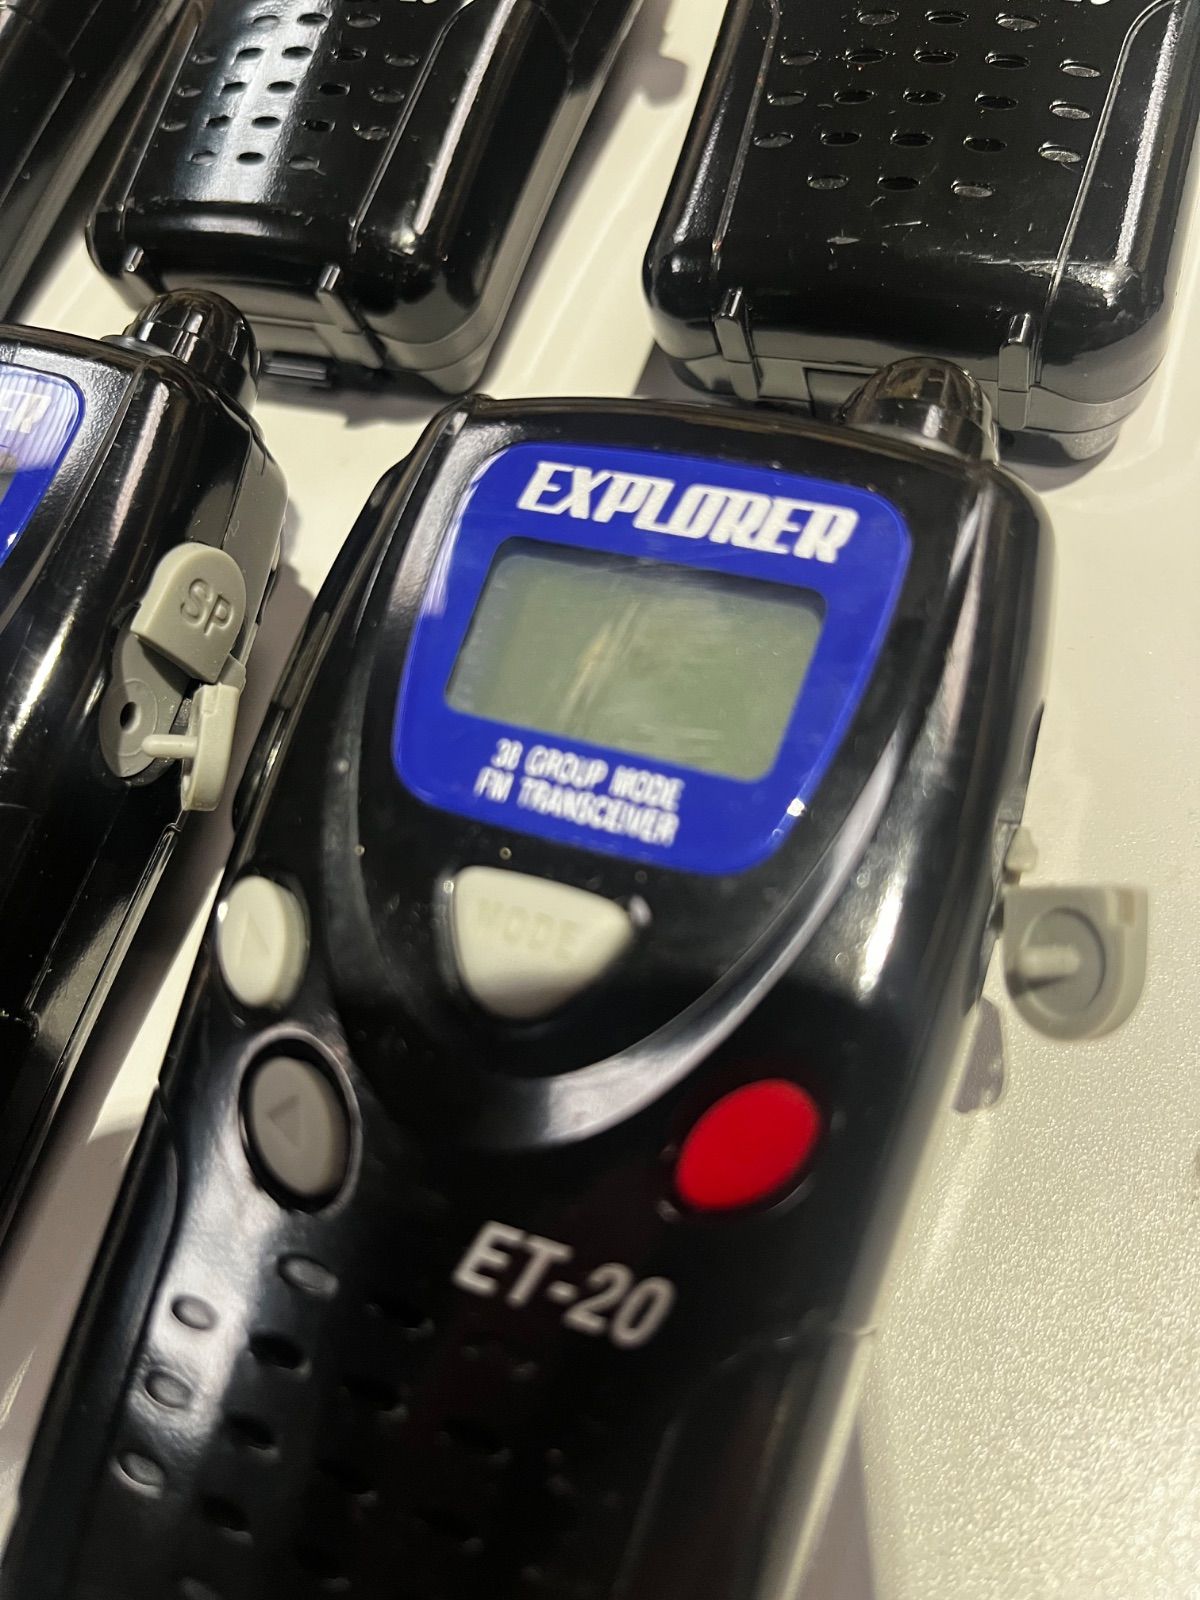 EXPLORER
38 GROUP MODE
FM TRANSCEIVER
MODE
ET-20
SP